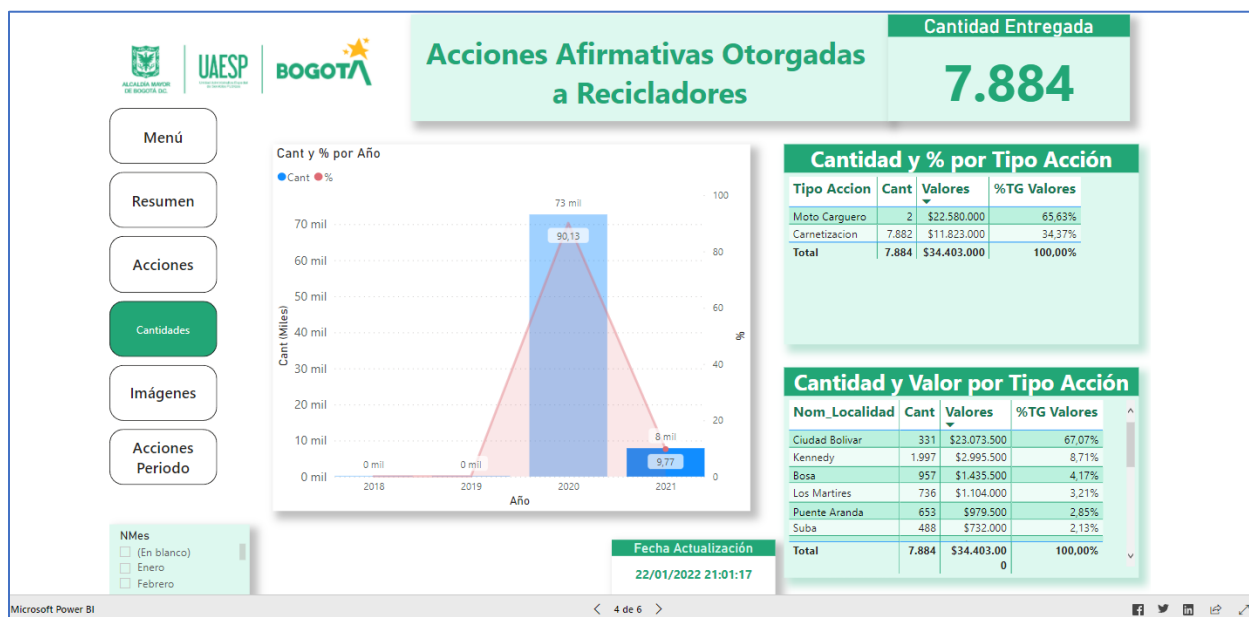 ALCALDÍA MAYOR
DE BOGOTÁ D.C.
UAESP
BOGOTÁ
Acciones Afirmativas Otorgadas
a Recicladores
Cantidad Entregada
7.884
Menú
Resumen
Acciones
Cantidades
Imágenes
Acciones
Periodo
Cant y % por Año
Cant %
Cant (Miles)
70 mil
60 mil
50 mil
40 mil
30 mil
20 mil
10 mil
0 mil
100
80
60
40
20
0
%
73 mil
90,13
0 mil
0 mil
8 mil
9,77
2018 2019 2020 2021
Año
Cantidad y % por Tipo Acción
Tipo Accion Cant Valores %TG Valores
Moto Carguero 2 $22.580.000 65,63%
Carnetizacion 7.882 $11.823.000 34,37%
Total 7.884 $34.403.000 100,00%
Cantidad y Valor por Tipo Acción
Nom_Localidad Cant Valores %TG Valores
Ciudad Bolivar 331 $23.073.500 67,07%
Kennedy 1.997 $2.995.500 8,71%
Bosa 957 $1.435.500 4,17%
Los Martires 736 $1.104.000 3,21%
Puente Aranda 653 $979.500 2,85%
Suba 488 $732.000 2,13%
Total 7.884 $34.403.00 100,00%
0
NMes
(En blanco)
Enero
Febrero
Fecha Actualización
22/01/2022 21:01:17
Microsoft Power BI
4 de 6